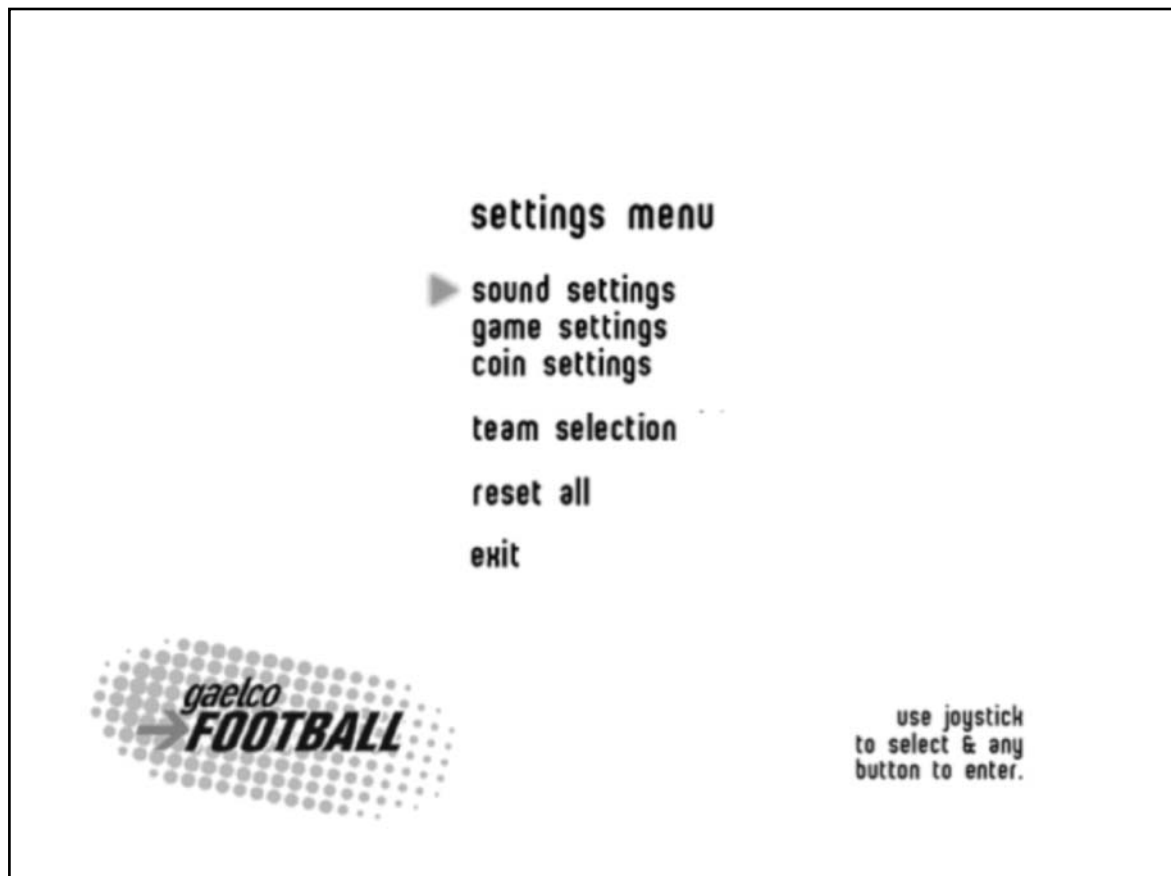 settings menu
sound settings
game settings
coin settings
team selection
reset all
exit
gaelco
FOOTBALL
use joystick
to select & any
button to enter.